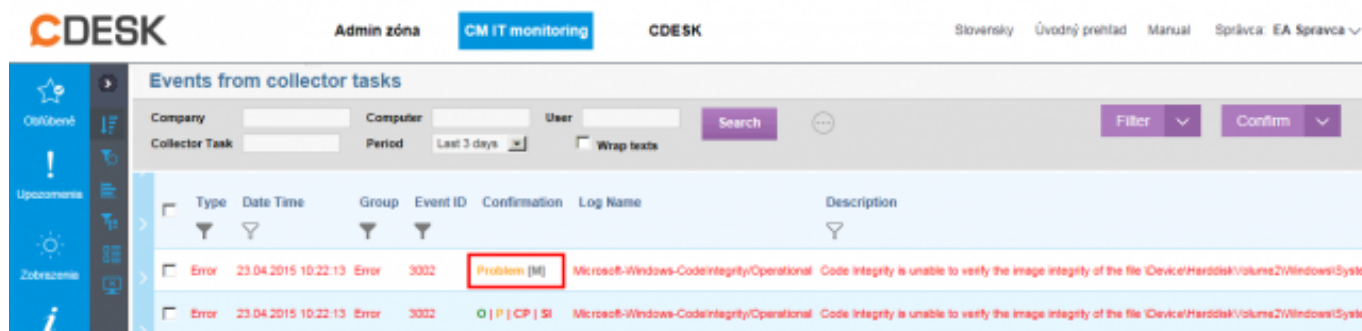 CDESK
Admin zóna CM IT monitoring CDESK Slovensky Úvodný prehľad Manual Správca: EA Spravca
Obľúbené
Upozornenia
Zobrazenia
Events from collector tasks
Company Computer User Search Filter Confirm
Collector Task Period Last 3 days Wrap texts
Type Date Time Group Event ID Confirmation Log Name Description
Error 23.04.2015 10:22:13 Error 3002 Problem [M] Microsoft-Windows-CodeIntegrity/Operational Code Integrity is unable to verify the image integrity of the file \Device\HarddiskVolume2\Windows\Syste
Error 23.04.2015 10:22:13 Error 3002 O | P | CP | SI Microsoft-Windows-CodeIntegrity/Operational Code Integrity is unable to verify the image integrity of the file \Device\HarddiskVolume2\Windows\Syste